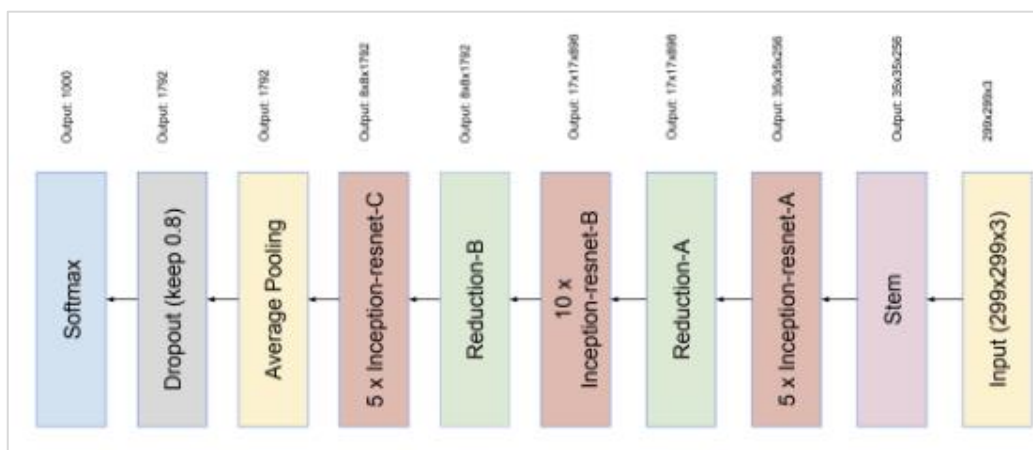 Output: 1000
Output: 1792
Output: 1792
Output: 8x8x1792
Output: 8x8x1792
Output: 17x17x896
Output: 17x17x896
Output: 35x35x256
Output: 35x35x256
299x299x3
Softmax
Dropout (keep 0.8)
Average Pooling
5 x Inception-resnet-C
Reduction-B
10 x
Inception-resnet-B
Reduction-A
5 x Inception-resnet-A
Stem
Input (299x299x3)